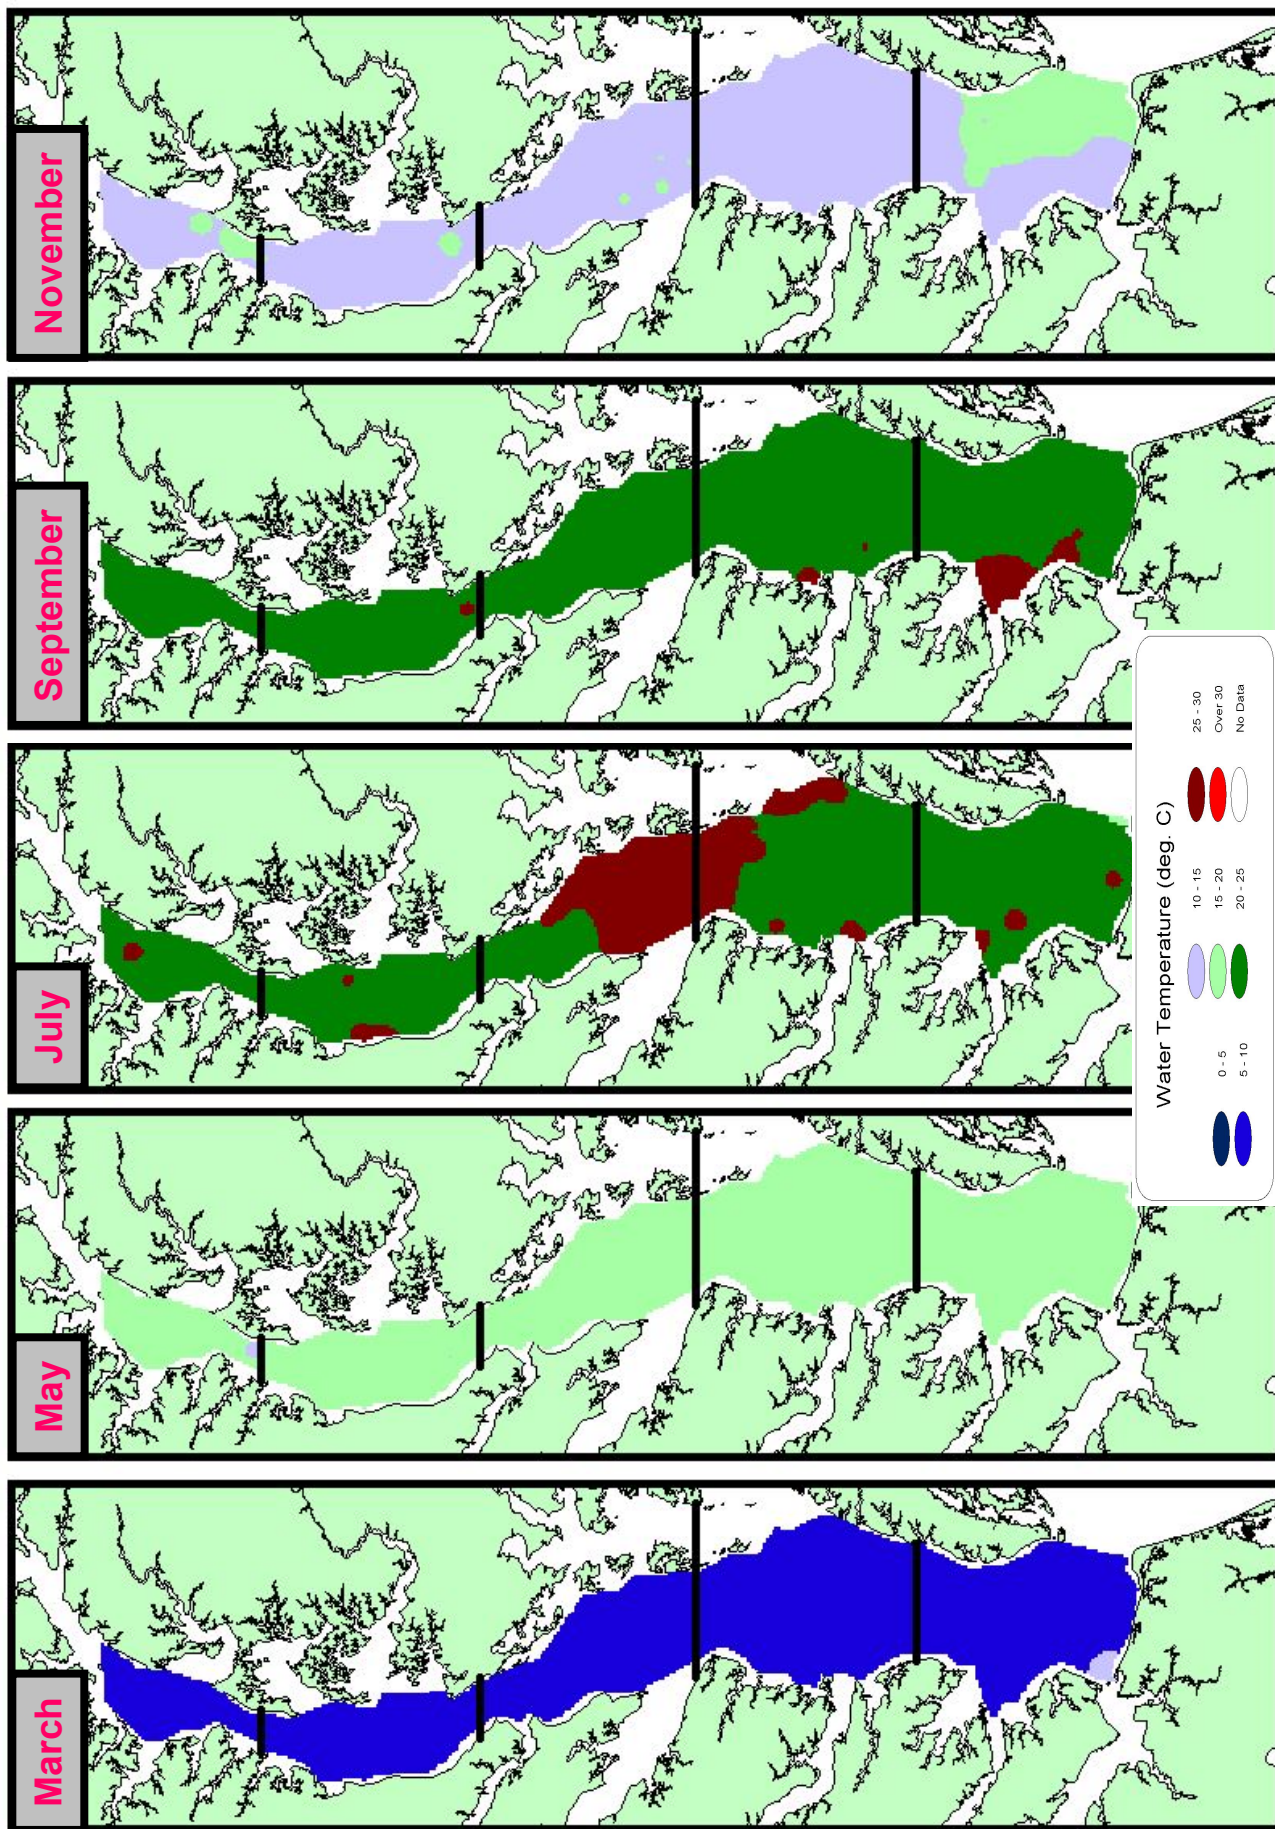 March
May
July
September
November
Water Temperature (deg. C)
0 - 5
5 - 10
10 - 15
15 - 20
20 - 25
25 - 30
Over 30
No Data